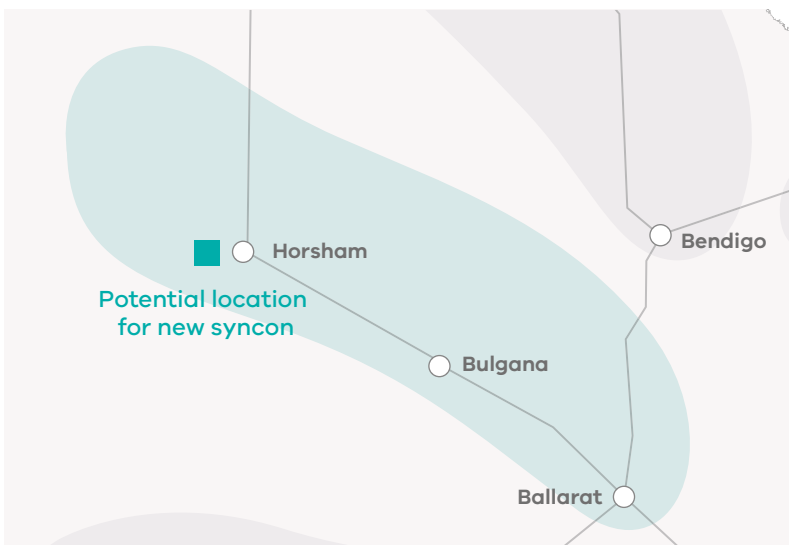 Horsham
Bendigo
Potential location
for new syncon
Bulgana
Ballarat